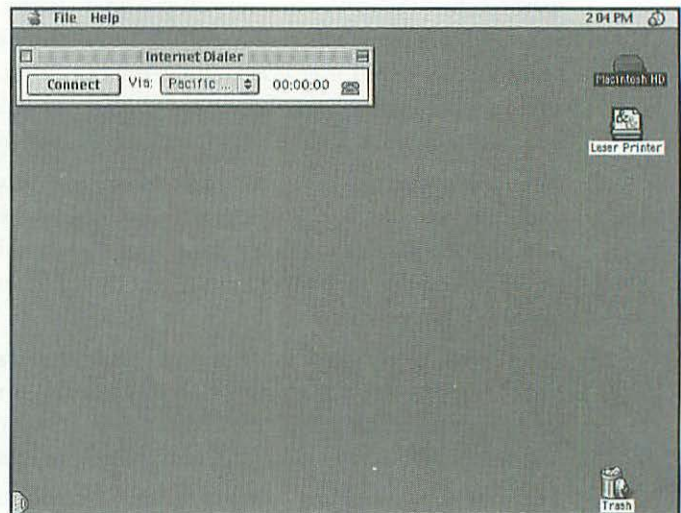 File Help 2:04 PM
Internet Dialer
Connect Via: Pacific ... 00:00:00
Macintosh HD
Laser Printer
Trash